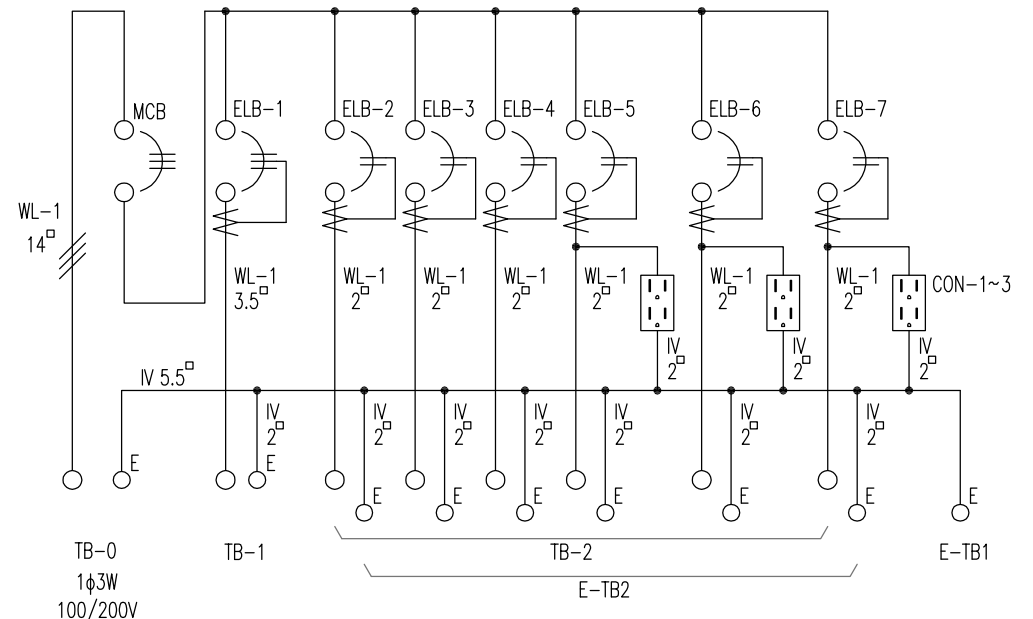 MCB
ELB-1
ELB-2
ELB-3
ELB-4
ELB-5
ELB-6
ELB-7
WL-1
14□
WL-1
3.5□
WL-1
2□
WL-1
2□
WL-1
2□
WL-1
2□
WL-1
2□
WL-1
2□
CON-1~3
IV
2□
IV
2□
IV
2□
IV 5.5□
IV
2□
IV
2□
IV
2□
IV
2□
IV
2□
IV
2□
IV
2□
E
E
E
E
E
E
E
E
E
TB-0
1φ3W
100/200V
TB-1
TB-2
E-TB2
E-TB1